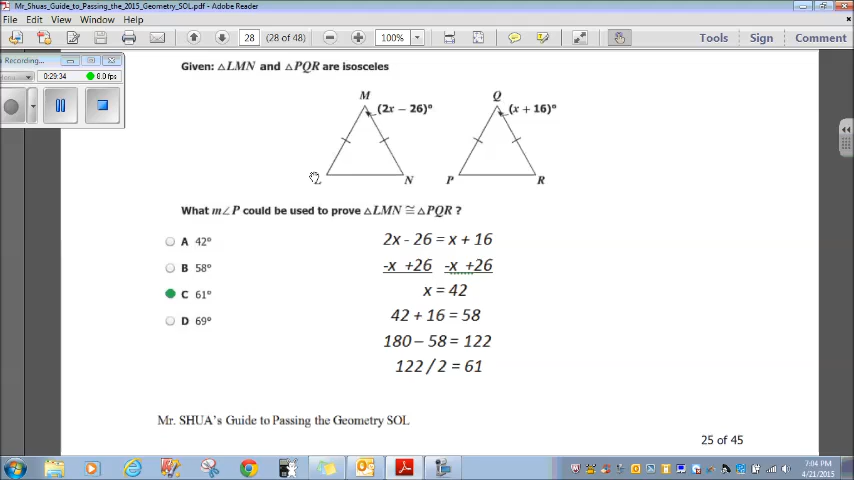 Mr_Shuas_Guide_to_Passing_the_2015_Geometry_SOL.pdf - Adobe Reader
File Edit View Window Help
28 (28 of 48) 100% Tools Sign Comment
Recording...
0:29:34 8.0 fps
Given: △LMN and △PQR are isosceles
M Q
(2x − 26)° (x + 16)°
L N P R
What m∠P could be used to prove △LMN ≅ △PQR ?
A 42°
B 58°
C 61°
D 69°
2x - 26 = x + 16
-x +26 -x +26
x = 42
42 + 16 = 58
180 – 58 = 122
122 / 2 = 61
Mr. SHUA's Guide to Passing the Geometry SOL
25 of 45
7:04 PM
4/21/2015